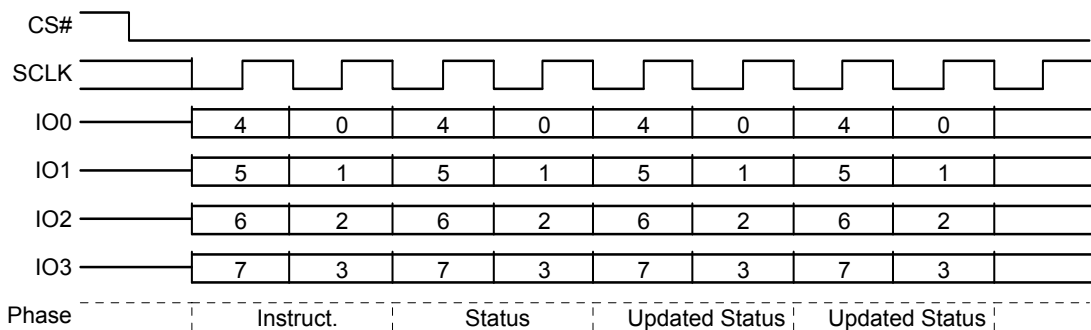 CS#
SCLK
IO0 4 0 4 0 4 0 4 0
IO1 5 1 5 1 5 1 5 1
IO2 6 2 6 2 6 2 6 2
IO3 7 3 7 3 7 3 7 3
Phase Instruct. Status Updated Status Updated Status